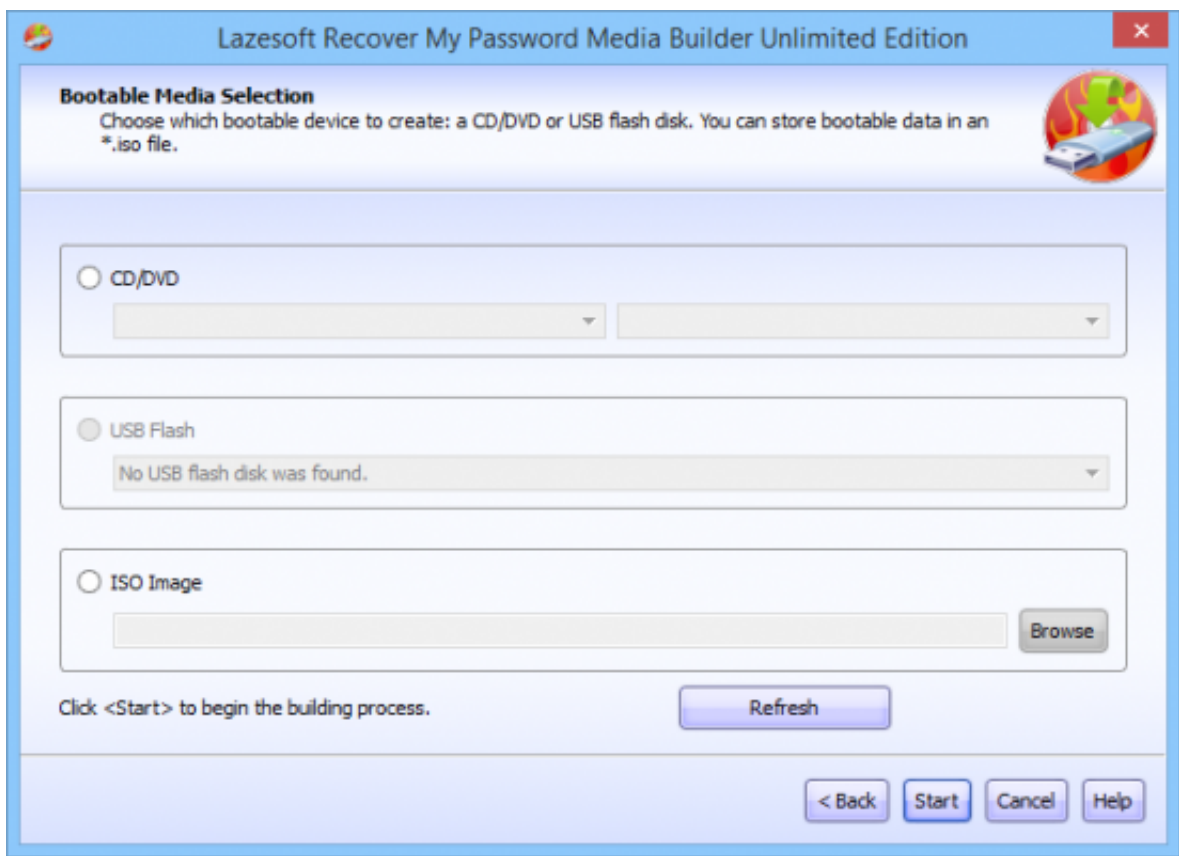 Lazesoft Recover My Password Media Builder Unlimited Edition
Bootable Media Selection
Choose which bootable device to create: a CD/DVD or USB flash disk. You can store bootable data in an
*.iso file.
CD/DVD
USB Flash
No USB flash disk was found.
ISO Image
Browse
Click <Start> to begin the building process.
Refresh
< Back
Start
Cancel
Help